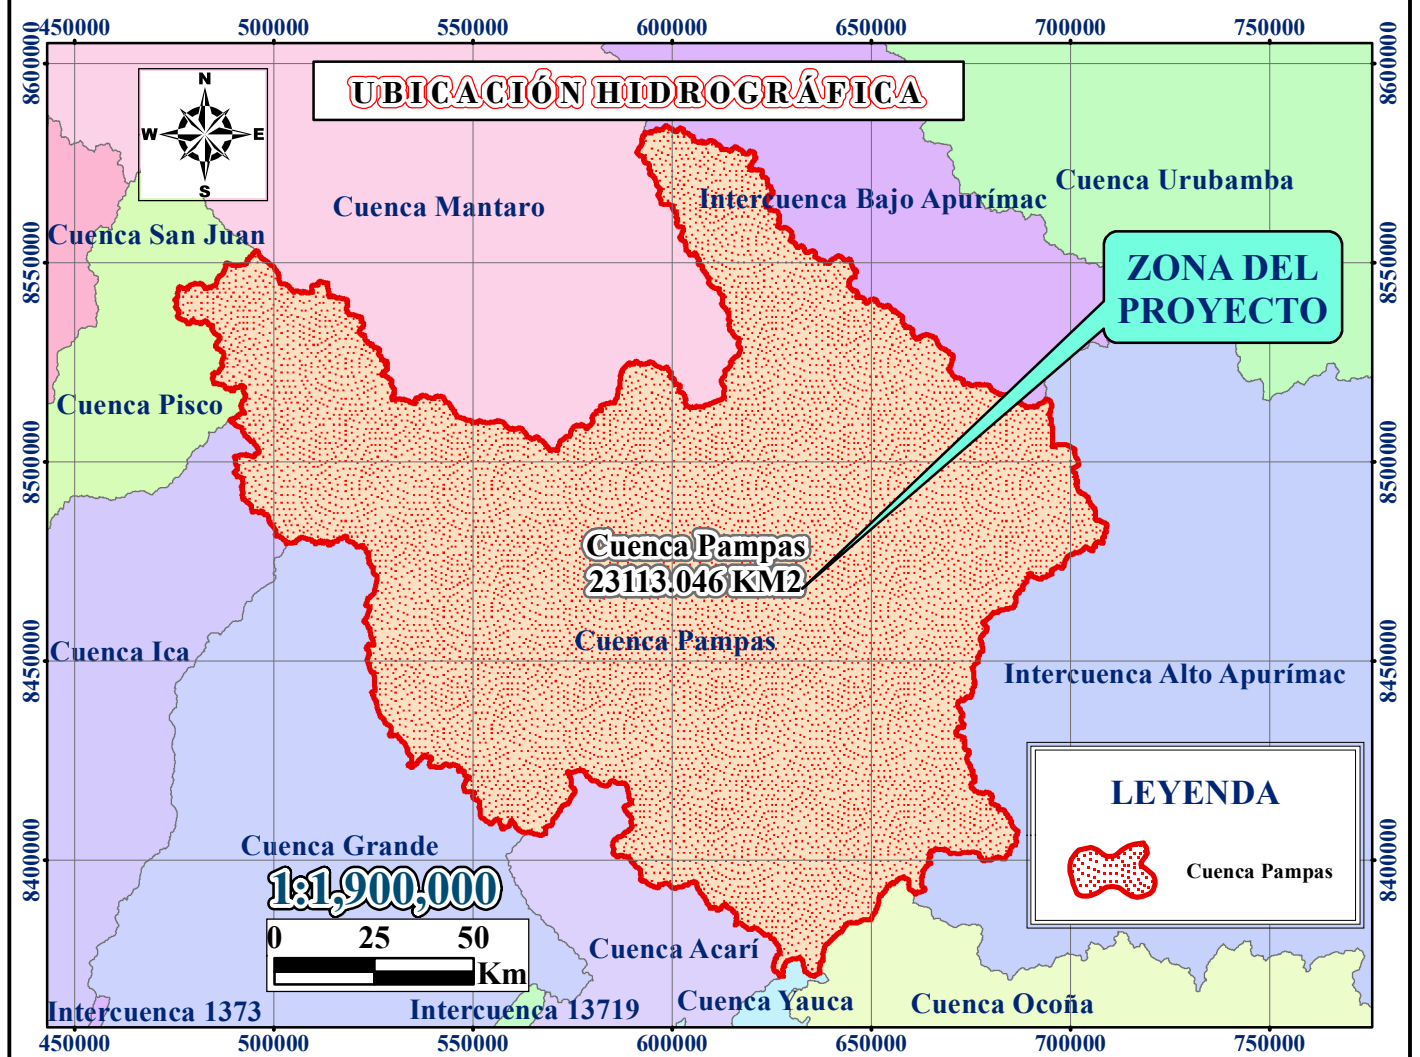 450000 500000 550000 600000 650000 700000 750000
8600000 8600000
UBICACIÓN HIDROGRÁFICA
N
W E
S
Cuenca Urubamba
Intercuenca Bajo Apurímac
Cuenca Mantaro
Cuenca San Juan
8550000 8550000
ZONA DEL
PROYECTO
Cuenca Pisco
8500000 8500000
Cuenca Pampas
23113.046 KM2
Cuenca Pampas
Cuenca Ica
8450000 8450000
Intercuenca Alto Apurímac
LEYENDA
Cuenca Pampas
Cuenca Grande
8400000 8400000
1:1,900,000
0 25 50
Km
Cuenca Acarí
Intercuenca 1373
Intercuenca 13719
Cuenca Yauca
Cuenca Ocoña
450000 500000 550000 600000 650000 700000 750000